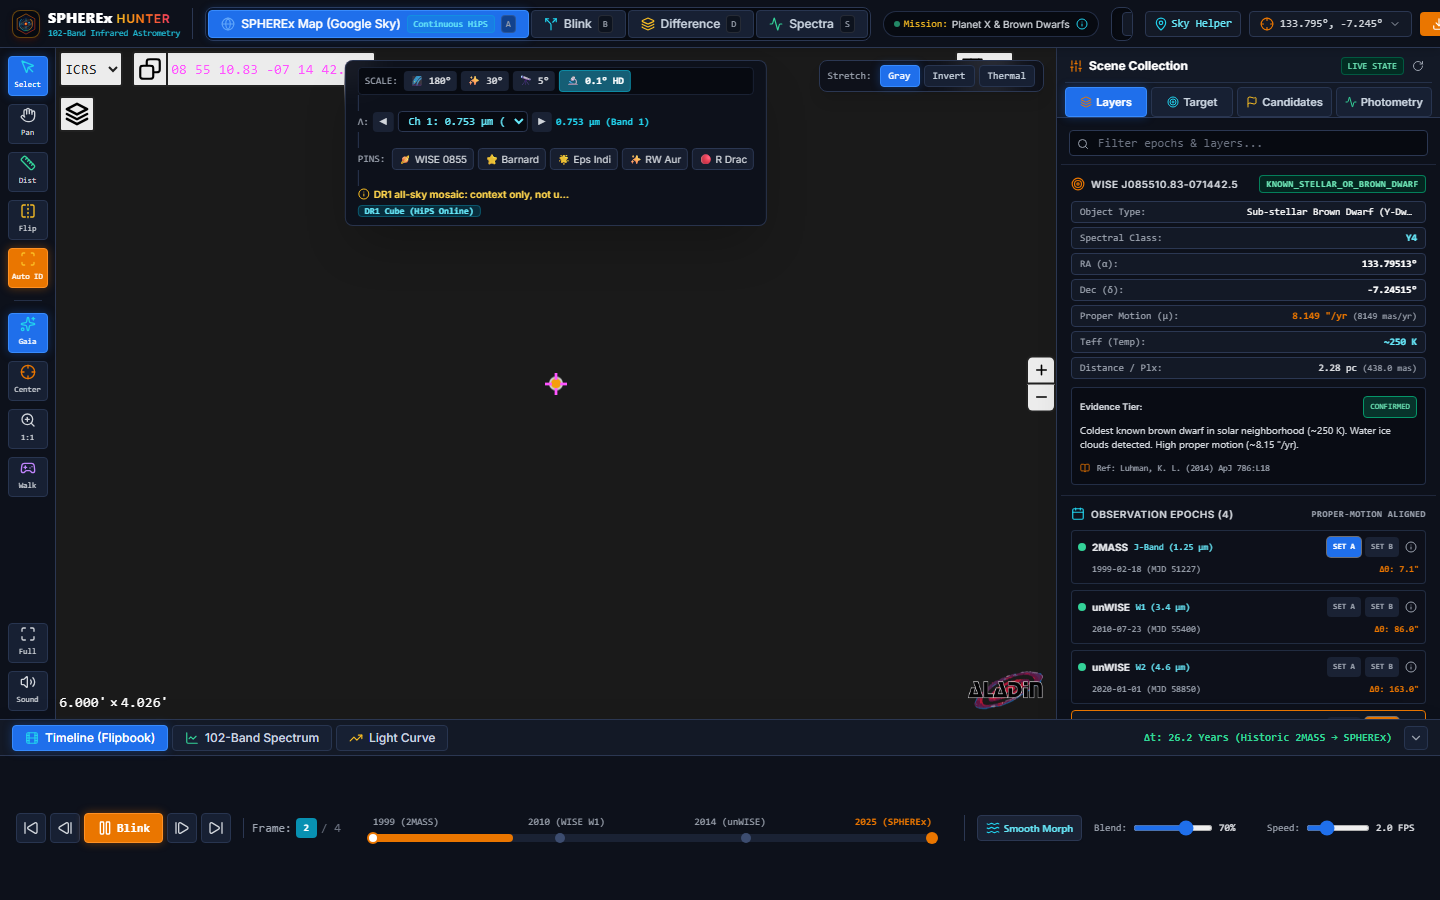 SPHEREx HUNTER
102-Band Infrared Astrometry
SPHEREx Map (Google Sky) Continuous HiPS A
Blink B
Difference D
Spectra S
Mission: Planet X & Brown Dwarfs
Sky Helper
133.795°, -7.245°
Select
Pan
Dist
Flip
Auto ID
Gaia
Center
1:1
Walk
Full
Sound
ICRS
08 55 10.83 -07 14 42.
SCALE: 180° 30° 5° 0.1° HD
Λ: ◀ Ch 1: 0.753 μm ( ▶ 0.753 μm (Band 1)
PINS: WISE 0855 Barnard Eps Indi RW Aur R Drac
DR1 all-sky mosaic: context only, not u...
DR1 Cube (HiPS Online)
Stretch: Gray Invert Thermal
+
−
6.000' x 4.026'
ALADiN
Scene Collection LIVE STATE
Layers
Target
Candidates
Photometry
Filter epochs & layers...
WISE J085510.83-071442.5 KNOWN_STELLAR_OR_BROWN_DWARF
Object Type: Sub-stellar Brown Dwarf (Y-Dw…
Spectral Class: Y4
RA (α): 133.79513°
Dec (δ): -7.24515°
Proper Motion (μ): 8.149 "/yr (8149 mas/yr)
Teff (Temp): ~250 K
Distance / Plx: 2.28 pc (438.0 mas)
Evidence Tier: CONFIRMED
Coldest known brown dwarf in solar neighborhood (~250 K). Water ice
clouds detected. High proper motion (~8.15 "/yr).
Ref: Luhman, K. L. (2014) ApJ 786:L18
OBSERVATION EPOCHS (4) PROPER-MOTION ALIGNED
2MASS J-Band (1.25 μm) SET A SET B
1999-02-18 (MJD 51227) Δθ: 7.1"
unWISE W1 (3.4 μm) SET A SET B
2010-07-23 (MJD 55400) Δθ: 86.0"
unWISE W2 (4.6 μm) SET A SET B
2020-01-01 (MJD 58850) Δθ: 163.0"
Timeline (Flipbook)
102-Band Spectrum
Light Curve
Δt: 26.2 Years (Historic 2MASS → SPHEREx)
Blink
Frame: 2 / 4
1999 (2MASS)
2010 (WISE W1)
2014 (unWISE)
2025 (SPHEREx)
Smooth Morph
Blend: 70%
Speed: 2.0 FPS